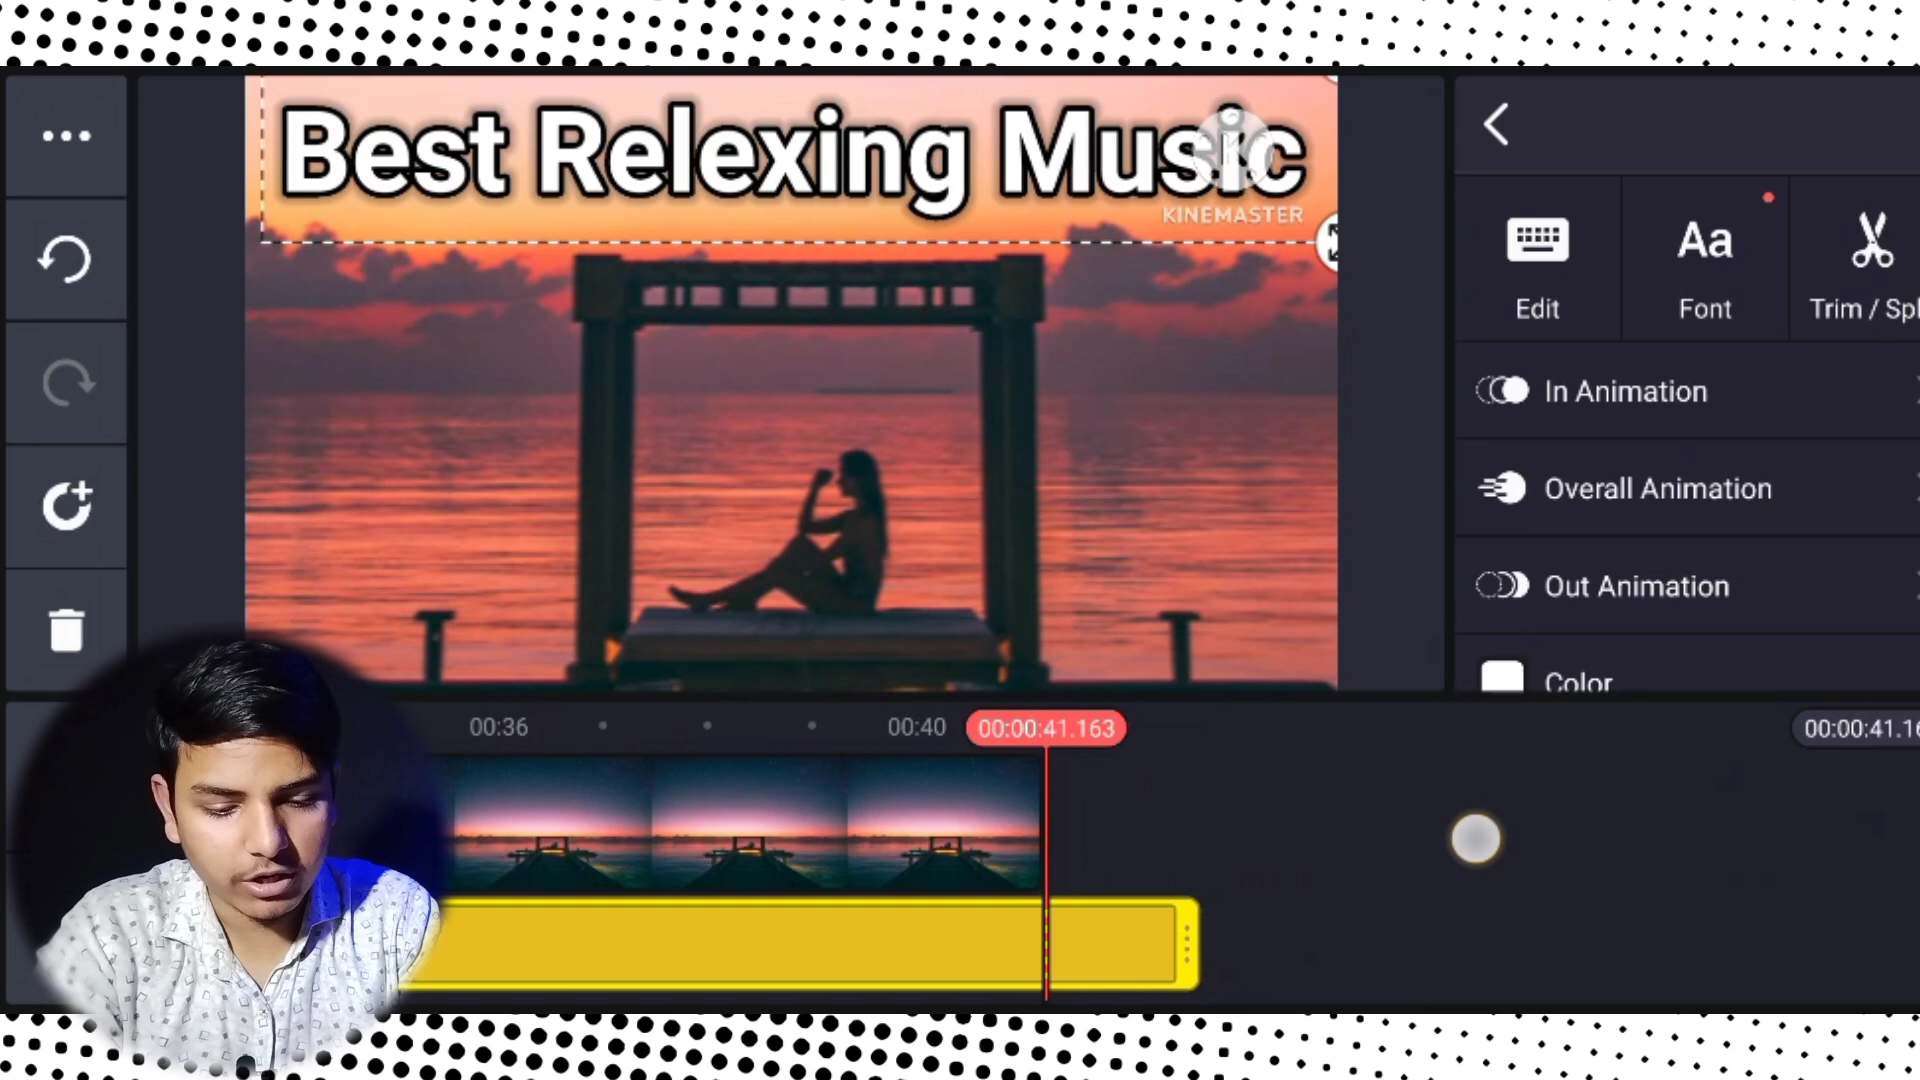 Best Relexing Music
KINEMASTER
Edit
Aa
Font
Trim / Spl
In Animation
Overall Animation
Out Animation
Color
00:36
00:40
00:00:41.163
00:00:41.16